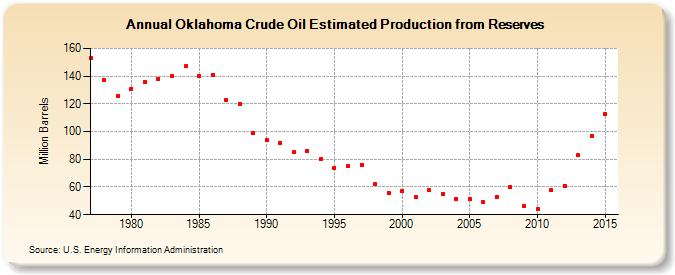 Annual Oklahoma Crude Oil Estimated Production from Reserves
Million Barrels
160
140
120
100
80
60
40
1980 1985 1990 1995 2000 2005 2010 2015
Source: U.S. Energy Information Administration